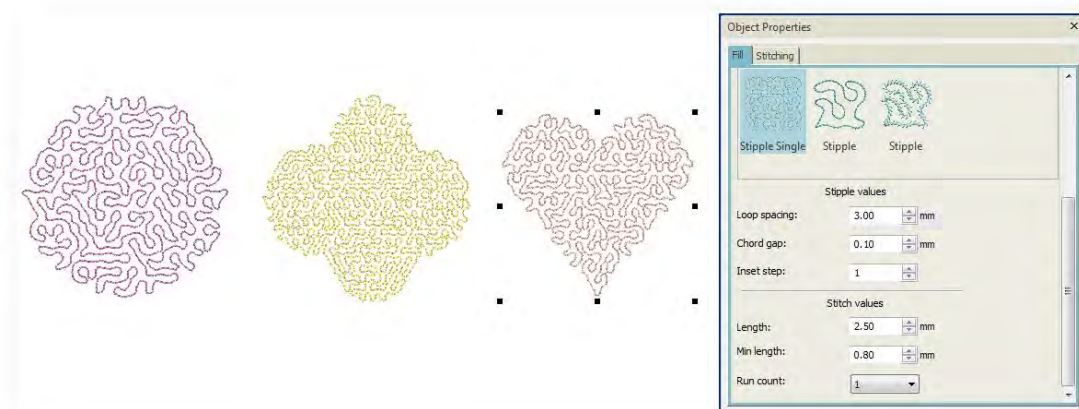 Object Properties
Fill Stitching
Stipple Single Stipple Stipple
Stipple values
Loop spacing: 3.00 mm
Chord gap: 0.10 mm
Inset step: 1
Stitch values
Length: 2.50 mm
Min length: 0.80 mm
Run count: 1
Fill